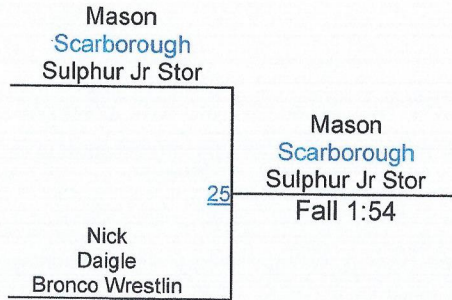 Mason
Scarborough
Sulphur Jr Stor
Mason
Scarborough
Sulphur Jr Stor
25
Fall 1:54
Nick
Daigle
Bronco Wrestlin